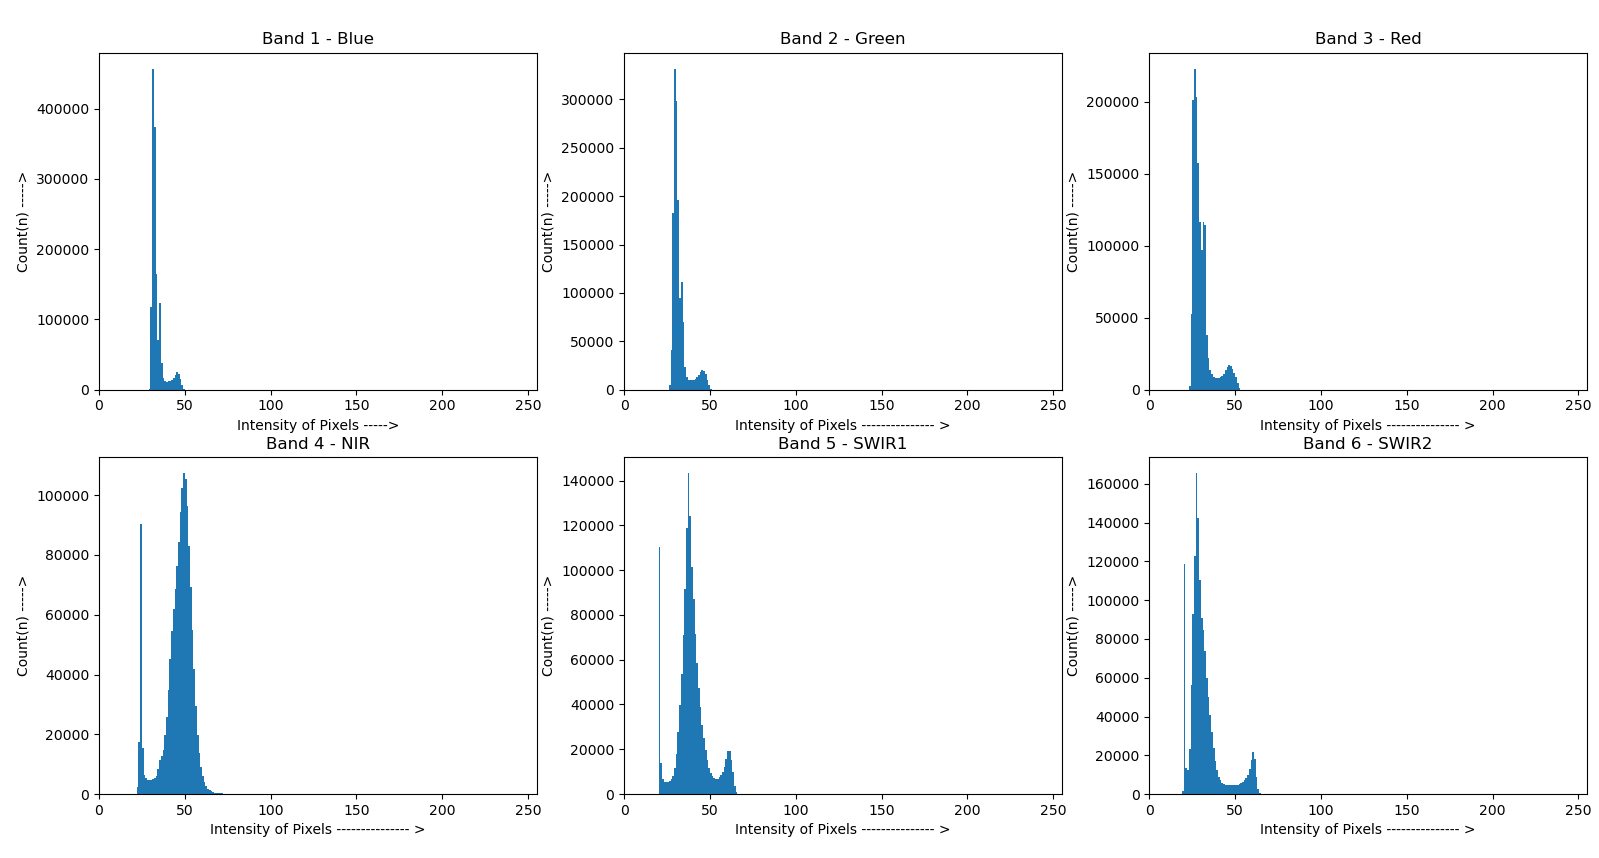 Band 1 - Blue
400000
300000
200000
100000
0
Count(n) ----->
0 50 100 150 200 250
Intensity of Pixels ----->
Band 2 - Green
300000
250000
200000
150000
100000
50000
0
Count(n) ----->
0 50 100 150 200 250
Intensity of Pixels --------------- >
Band 3 - Red
200000
150000
100000
50000
0
Count(n) ----->
0 50 100 150 200 250
Intensity of Pixels --------------- >
Band 4 - NIR
100000
80000
60000
40000
20000
0
Count(n) ----->
0 50 100 150 200 250
Intensity of Pixels --------------- >
Band 5 - SWIR1
140000
120000
100000
80000
60000
40000
20000
0
Count(n) ----->
0 50 100 150 200 250
Intensity of Pixels --------------- >
Band 6 - SWIR2
160000
140000
120000
100000
80000
60000
40000
20000
0
Count(n) ----->
0 50 100 150 200 250
Intensity of Pixels --------------- >